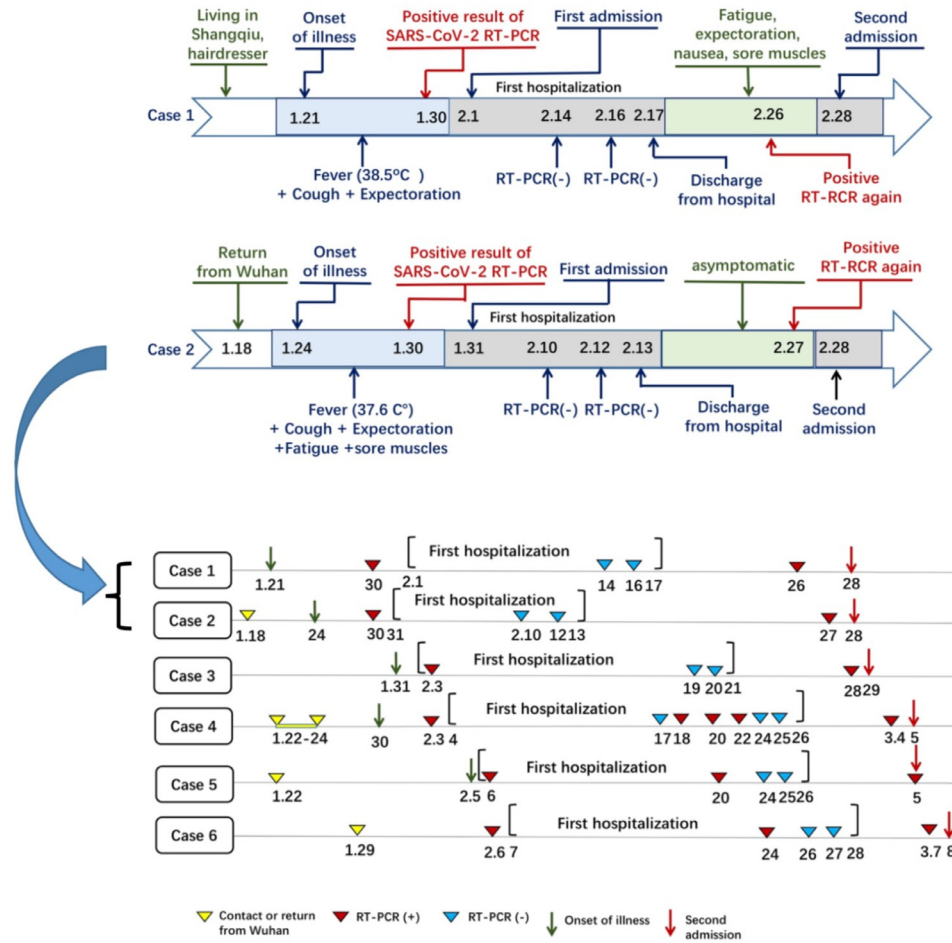 Living in
Shangqiu,
hairdresser
Onset
of illness
Positive result of
SARS-CoV-2 RT-PCR
First admission
Fatigue,
expectoration,
nausea, sore muscles
Second
admission
First hospitalization
Case 1
1.21 1.30 2.1 2.14 2.16 2.17 2.26 2.28
Fever (38.5ºC )
+ Cough + Expectoration
RT-PCR(-) RT-PCR(-)
Discharge
from hospital
Positive
RT-RCR again
Return
from Wuhan
Onset
of illness
Positive result of
SARS-CoV-2 RT-PCR
First admission
asymptomatic
Positive
RT-RCR again
First hospitalization
Case 2
1.18 1.24 1.30 1.31 2.10 2.12 2.13 2.27 2.28
Fever (37.6 Cº)
+ Cough + Expectoration
+Fatigue +sore muscles
RT-PCR(-) RT-PCR(-)
Discharge
from hospital
Second
admission
Case 1
First hospitalization
1.21 30 2.1 14 16 17 26 28
Case 2
First hospitalization
1.18 24 30 31 2.10 12 13 27 28
Case 3
First hospitalization
1.31 2.3 19 20 21 28 29
Case 4
First hospitalization
1.22-24 30 2.3 4 17 18 20 22 24 25 26 3.4 5
Case 5
First hospitalization
1.22 2.5 6 20 24 25 26 5
Case 6
First hospitalization
1.29 2.6 7 24 26 27 28 3.7 8
Contact or return
from Wuhan
RT-PCR (+)
RT-PCR (-)
Onset of illness
Second
admission